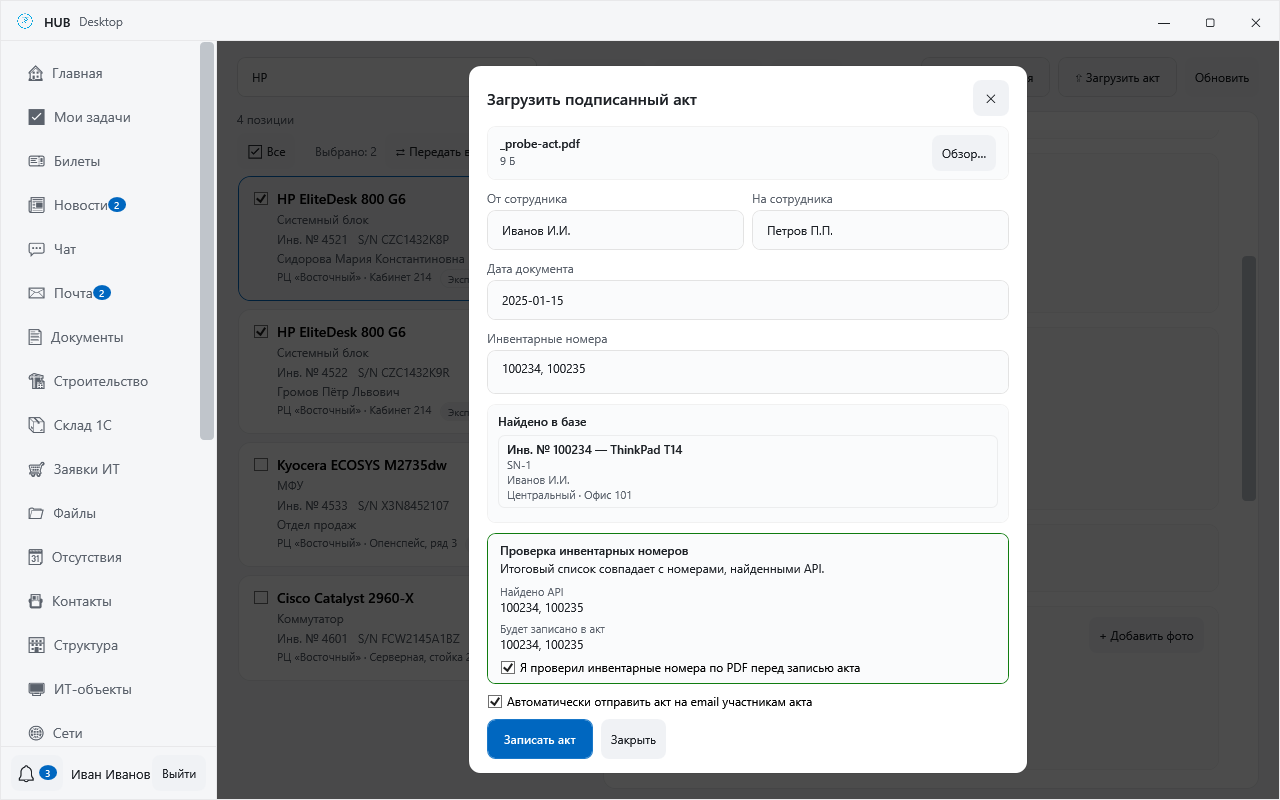 HUB Desktop
Главная
Мои задачи
Билеты
Новости 2
Чат
Почта 2
Документы
Строительство
Склад 1С
Заявки ИТ
Файлы
Отсутствия
Контакты
Структура
ИТ-объекты
Сети
3 Иван Иванов Выйти
HP
я
Загрузить акт
Обновить
4 позиции
Все
Выбрано: 2
Передать в
HP EliteDesk 800 G6
Системный блок
Инв. № 4521 S/N CZC1432K8P
Сидорова Мария Константиновна
РЦ «Восточный» · Кабинет 214 Эксп
HP EliteDesk 800 G6
Системный блок
Инв. № 4522 S/N CZC1432K9R
Громов Пётр Львович
РЦ «Восточный» · Кабинет 214 Эксп
Kyocera ECOSYS M2735dw
МФУ
Инв. № 4533 S/N X3N8452107
Отдел продаж
РЦ «Восточный» · Опенспейс, ряд 3
Cisco Catalyst 2960-X
Коммутатор
Инв. № 4601 S/N FCW2145A1BZ
РЦ «Восточный» · Серверная, стойка 2
+ Добавить фото
Загрузить подписанный акт
_probe-act.pdf
9 Б
Обзор...
От сотрудника
На сотрудника
Иванов И.И.
Петров П.П.
Дата документа
2025-01-15
Инвентарные номера
100234, 100235
Найдено в базе
Инв. № 100234 — ThinkPad T14
SN-1
Иванов И.И.
Центральный · Офис 101
Проверка инвентарных номеров
Итоговый список совпадает с номерами, найденными API.
Найдено API
100234, 100235
Будет записано в акт
100234, 100235
Я проверил инвентарные номера по PDF перед записью акта
Автоматически отправить акт на email участникам акта
Записать акт
Закрыть